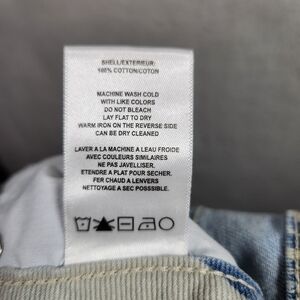 SHELL/EXTERIEUR:
100% COTTON/COTON
MACHINE WASH COLD
WITH LIKE COLORS
DO NOT BLEACH
LAY FLAT TO DRY
WARM IRON ON THE REVERSE SIDE
CAN BE DRY CLEANED
LAVER A LA MACHINE A LEAU FROIDE
AVEC COULEURS SIMILAIRES
NE PAS JAVELLISER.
ETENDRE A PLAT POUR SECHER.
FER CHAUD A LENVERS
NETTOYAGE A SEC POSSSIBLE.